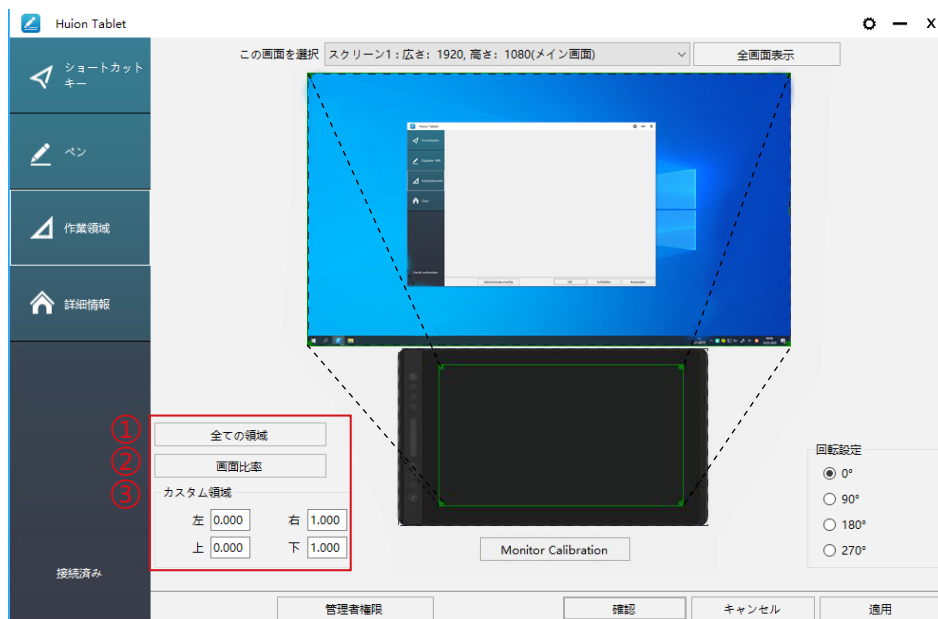 Huion Tablet
この画面を選択 スクリーン1：広さ：1920, 高さ：1080(メイン画面) 全画面表示
ショートカット
キー
ペン
作業領域
詳細情報
Huion Tablet
① 全ての領域
② 画面比率
③ カスタム領域
左 0.000 右 1.000
上 0.000 下 1.000
Monitor Calibration
回転設定
0°
90°
180°
270°
接続済み
管理者権限 確認 キャンセル 適用